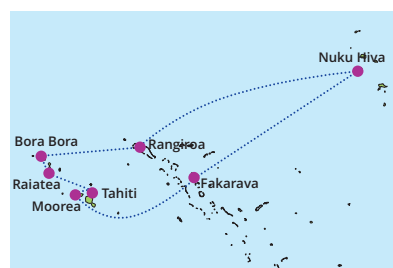 Nuku Hiva
Bora Bora
Rangiroa
Raiatea
Fakarava
Tahiti
Moorea